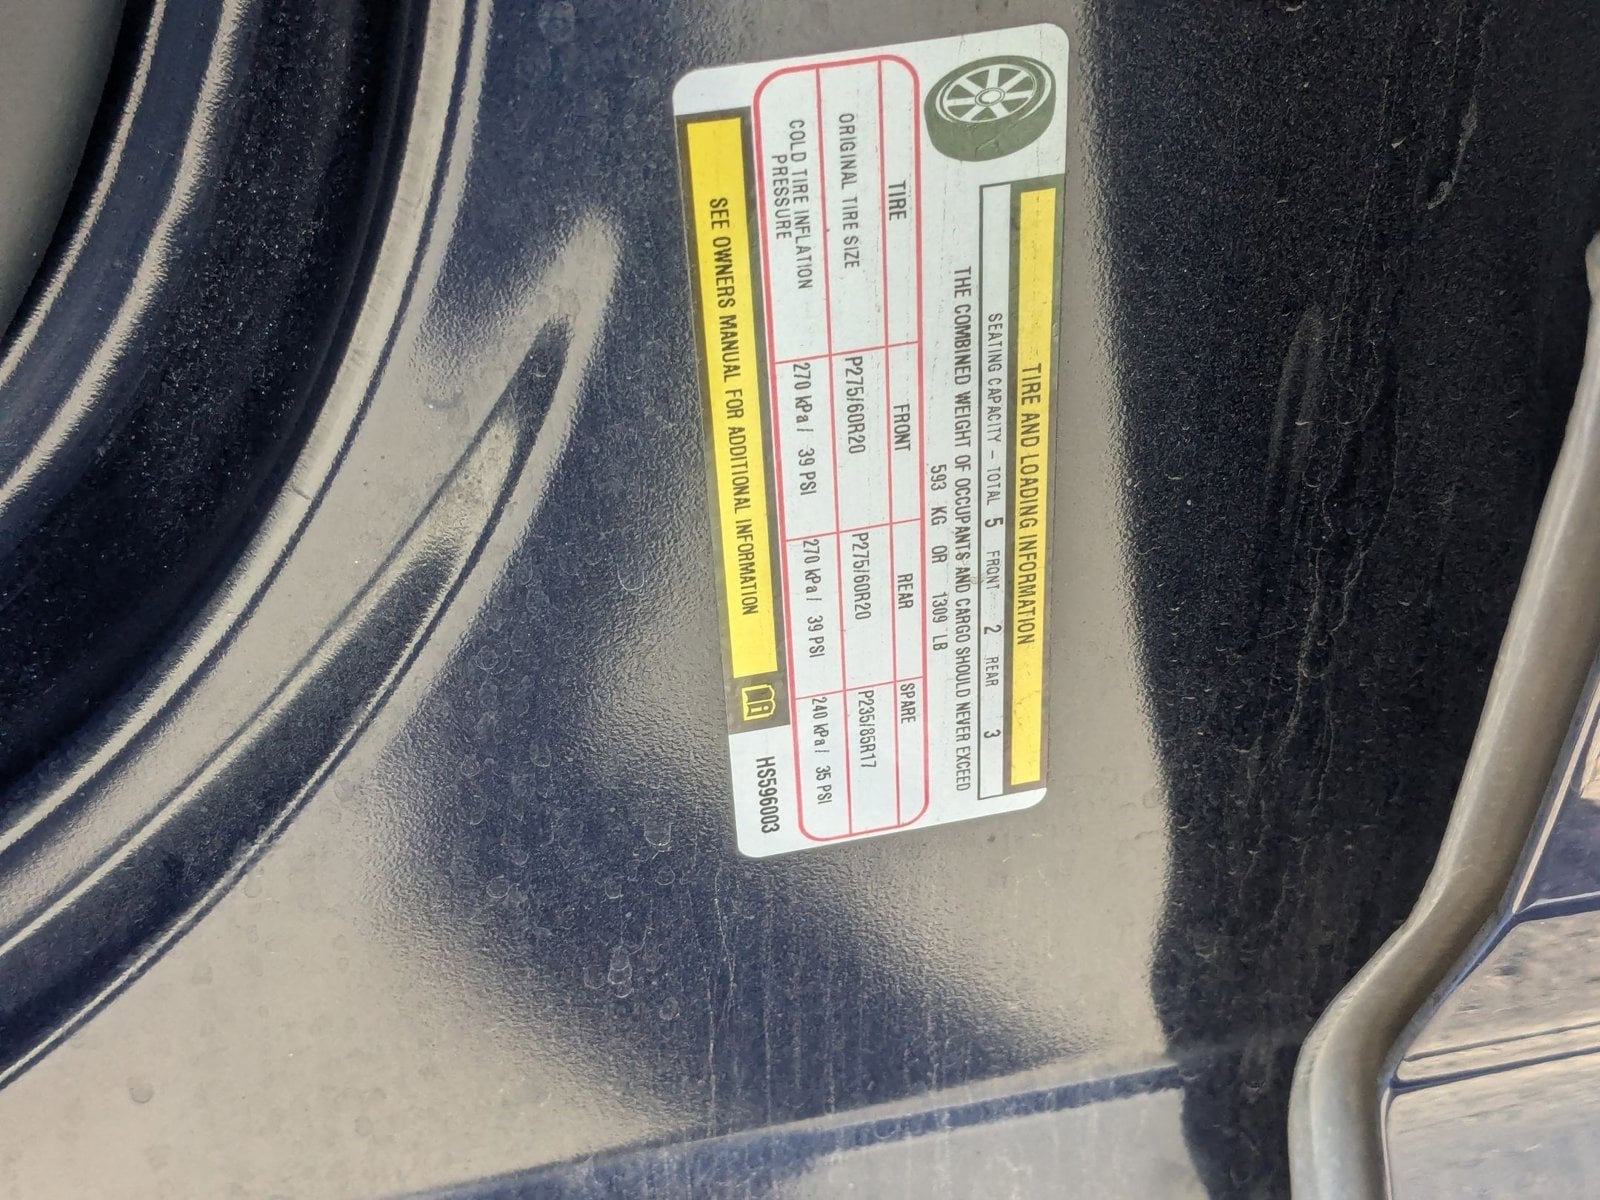 TIRE AND LOADING INFORMATION
SEATING CAPACITY – TOTAL 5 FRONT 2 REAR 3
THE COMBINED WEIGHT OF OCCUPANTS AND CARGO SHOULD NEVER EXCEED
593 KG OR 1309 LB
TIRE FRONT REAR SPARE
ORIGINAL TIRE SIZE P275/60R20 P275/60R20 P235/85R17
COLD TIRE INFLATION PRESSURE 270 kPa/ 39 PSI 270 kPa/ 39 PSI 240 kPa/ 35 PSI
SEE OWNERS MANUAL FOR ADDITIONAL INFORMATION
HS596003